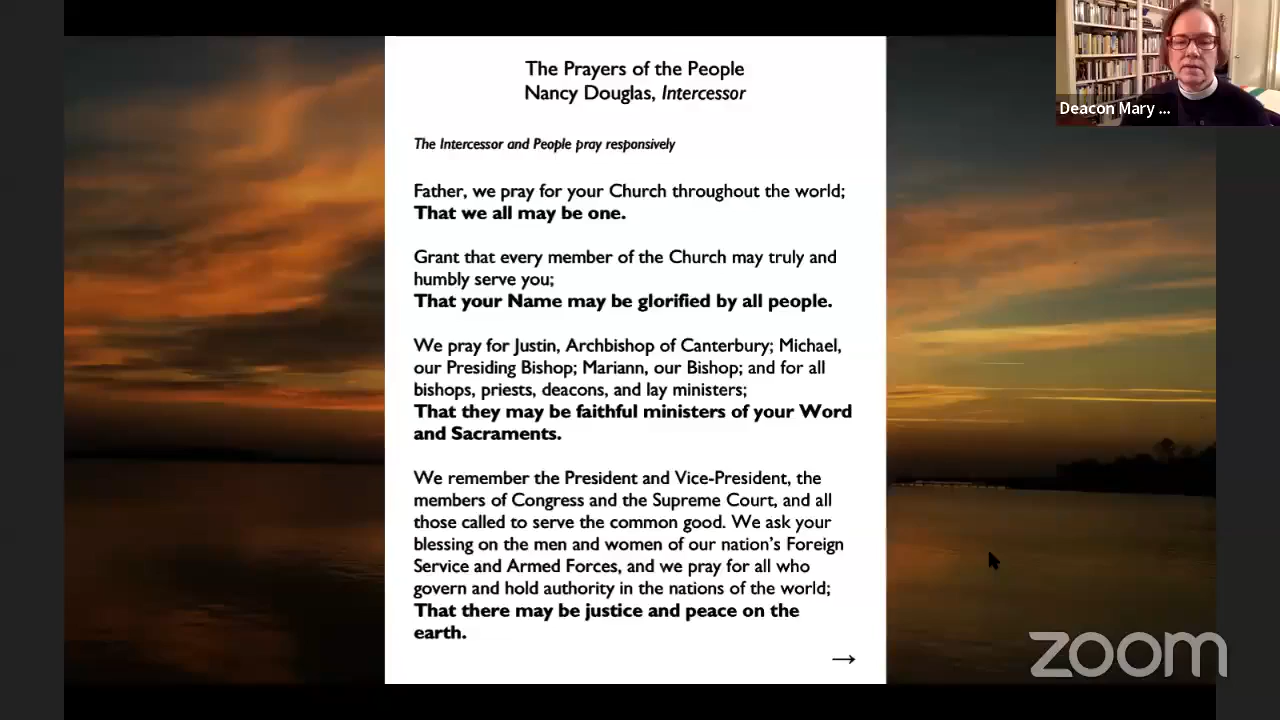 The Prayers of the People
Nancy Douglas, Intercessor
The Intercessor and People pray responsively
Father, we pray for your Church throughout the world;
That we all may be one.
Grant that every member of the Church may truly and
humbly serve you;
That your Name may be glorified by all people.
We pray for Justin, Archbishop of Canterbury; Michael,
our Presiding Bishop; Mariann, our Bishop; and for all
bishops, priests, deacons, and lay ministers;
That they may be faithful ministers of your Word
and Sacraments.
We remember the President and Vice-President, the
members of Congress and the Supreme Court, and all
those called to serve the common good. We ask your
blessing on the men and women of our nation’s Foreign
Service and Armed Forces, and we pray for all who
govern and hold authority in the nations of the world;
That there may be justice and peace on the
earth.
→
Deacon Mary ...
zoom